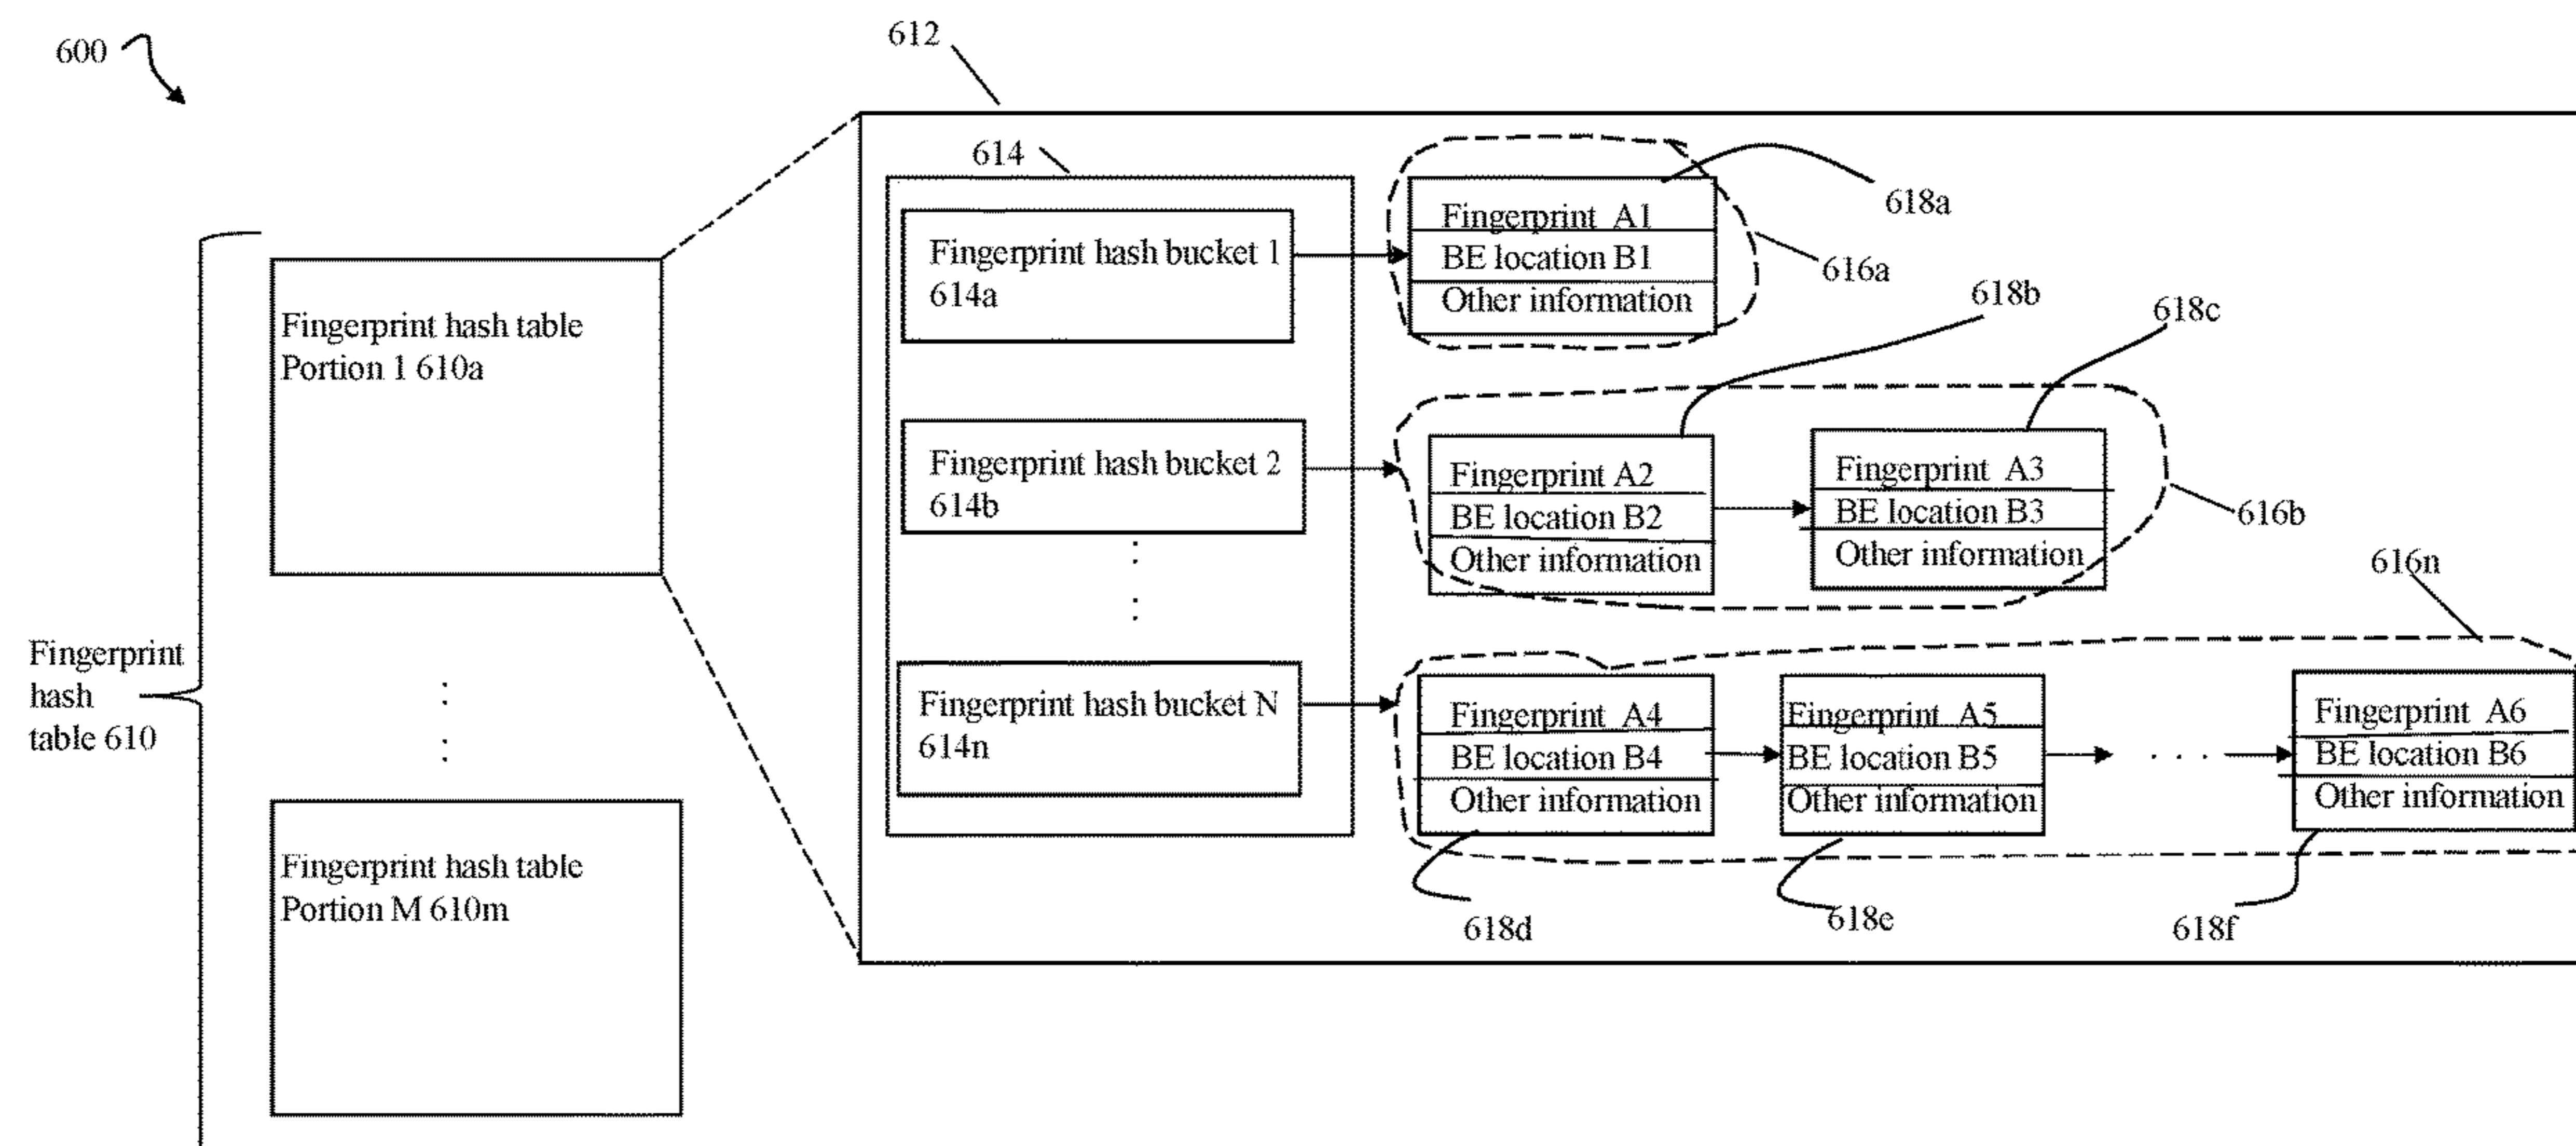 600
612
614
Fingerprint hash bucket 1
614a
Fingerprint A1
BE location B1
Other information
618a
616a
Fingerprint hash table
Portion 1 610a
618b
618c
Fingerprint hash bucket 2
614b
Fingerprint A2
BE location B2
Other information
Fingerprint A3
BE location B3
Other information
616b
616n
Fingerprint
hash
table 610
Fingerprint hash bucket N
614n
Fingerprint A4
BE location B4
Other information
Fingerprint A5
BE location B5
Other information
. . .
Fingerprint A6
BE location B6
Other information
618d
618e
618f
Fingerprint hash table
Portion M 610m